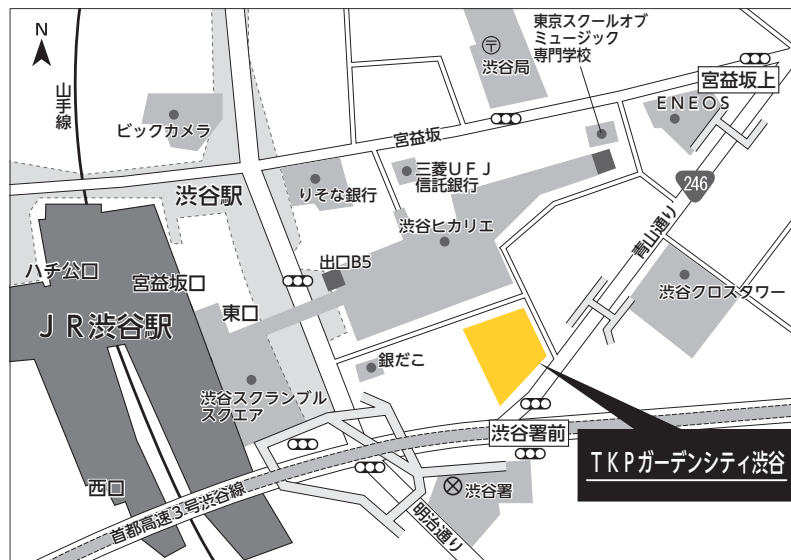 N
山手線
ビックカメラ
〒
渋谷局
東京スクールオブ
ミュージック
専門学校
宮益坂上
ENEOS
宮益坂
三菱UFJ
信託銀行
りそな銀行
渋谷駅
渋谷ヒカリエ
246
青山通り
ハチ公口
宮益坂口
出口B5
渋谷クロスタワー
JR渋谷駅
東口
銀だこ
渋谷スクランブル
スクエア
渋谷署前
TKPガーデンシティ渋谷
西口
首都高速3号渋谷線
渋谷署
明治通り